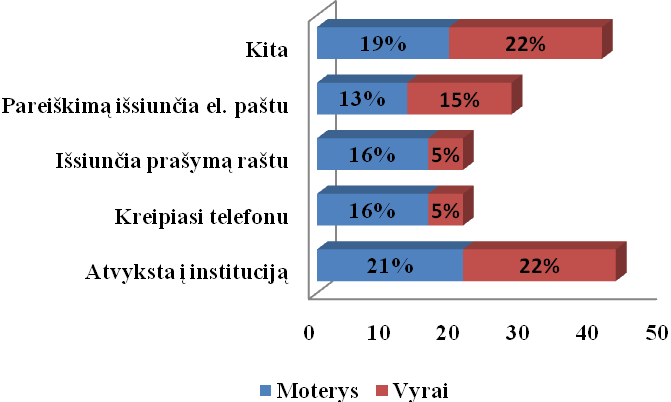 Kita 19% 22%
Pareiškimą išsiunčia el. paštu 13% 15%
Išsiunčia prašymą raštu 16% 5%
Kreipiasi telefonu 16% 5%
Atvyksta į instituciją 21% 22%
0 10 20 30 40 50
Moterys Vyrai